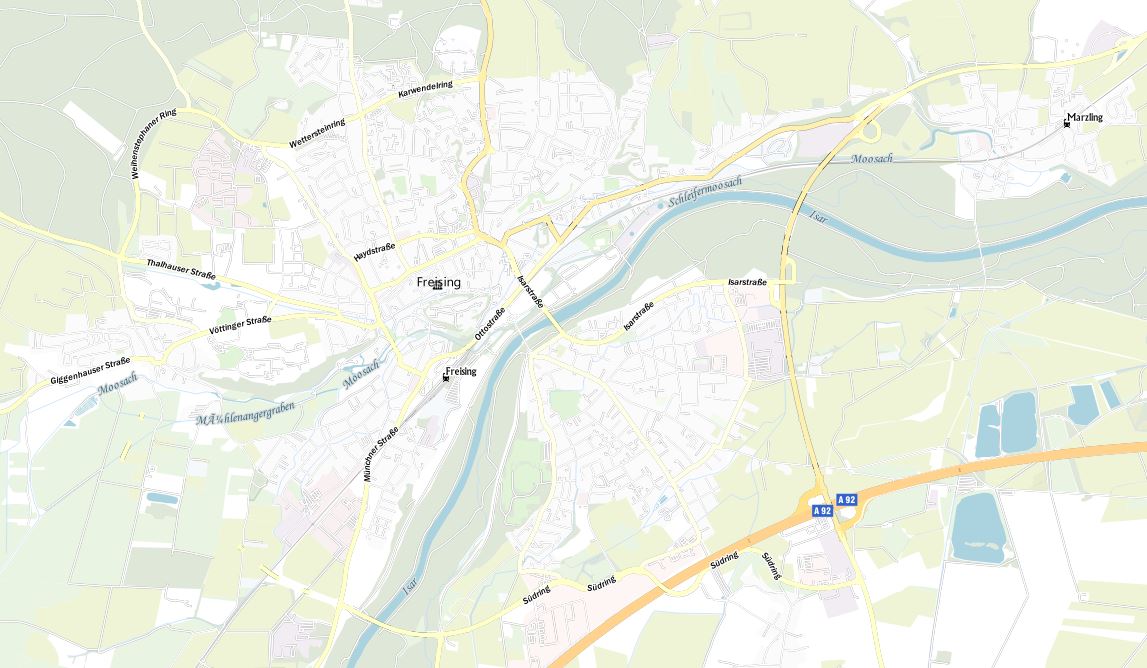 Karwendelring
Wettersteinring
Weihenstephaner Ring
Marzling
Moosach
Schleifermoosach
Isar
Haydstraße
Thalhauser Straße
Freising
Isarstraße
Isarstraße
Isarstraße
Vöttinger Straße
Ottostraße
Giggenhauser Straße
Moosach
Moosach
Freising
MÃ¼hlenangergraben
Münchner Straße
A 92
A 92
Südring
Südring
Südring
Südring
Isar